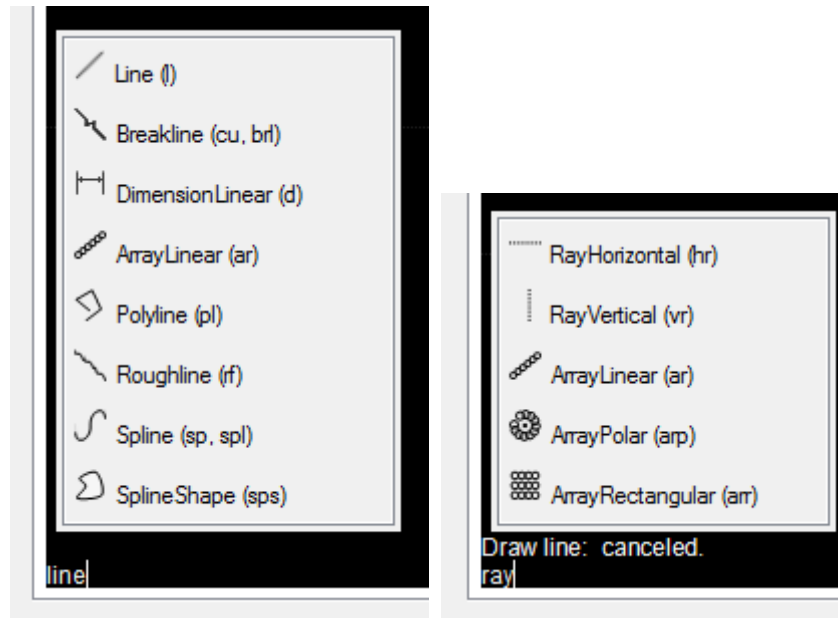 Line (l)
Breakline (cu, brl)
DimensionLinear (d)
ArrayLinear (ar)
Polyline (pl)
Roughline (rf)
Spline (sp, spl)
SplineShape (sps)
line
RayHorizontal (hr)
RayVertical (vr)
ArrayLinear (ar)
ArrayPolar (arp)
ArrayRectangular (arr)
Draw line:  canceled.
ray